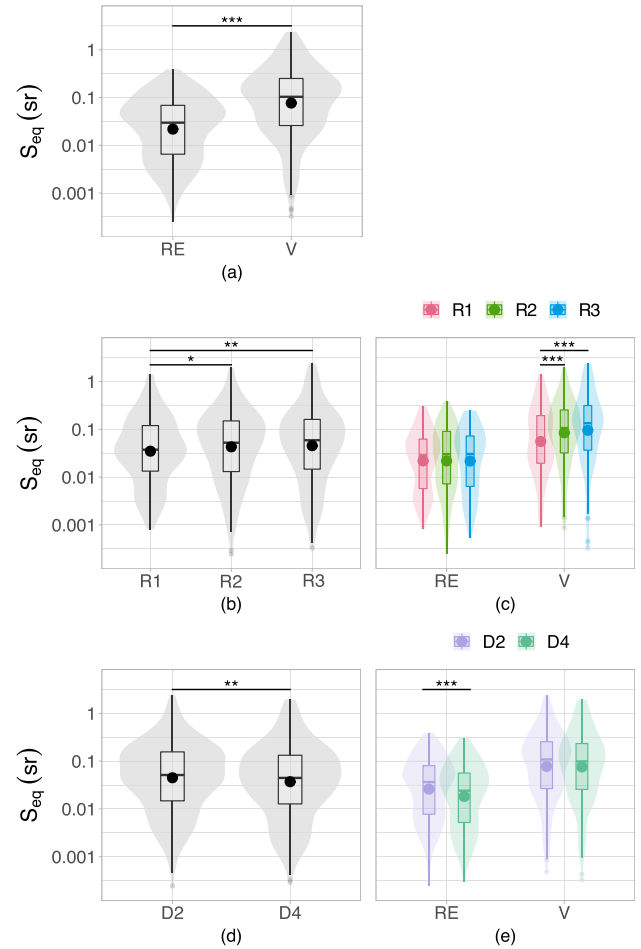 ***
1
0.1
0.01
0.001
Seq (sr)
RE V
(a)
R1 R2 R3
**
*
1
0.1
0.01
0.001
Seq (sr)
R1 R2 R3
(b)
***
***
RE V
(c)
D2 D4
**
1
0.1
0.01
0.001
Seq (sr)
D2 D4
(d)
***
RE V
(e)